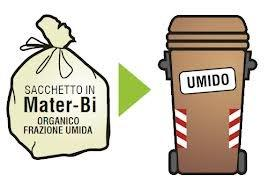 SACCHETTO IN
Mater-Bi
ORGANICO
FRAZIONE UMIDA
UMIDO